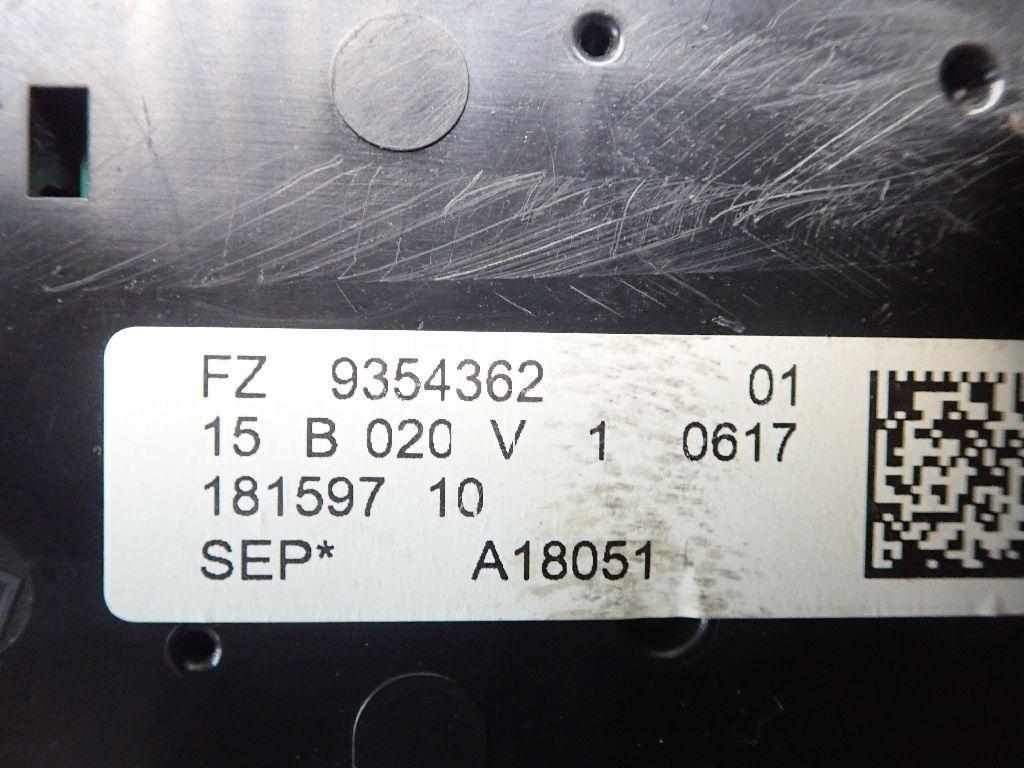 FZ 9354362 01
15 B 020 V 1 0617
181597 10
SEP* A18051